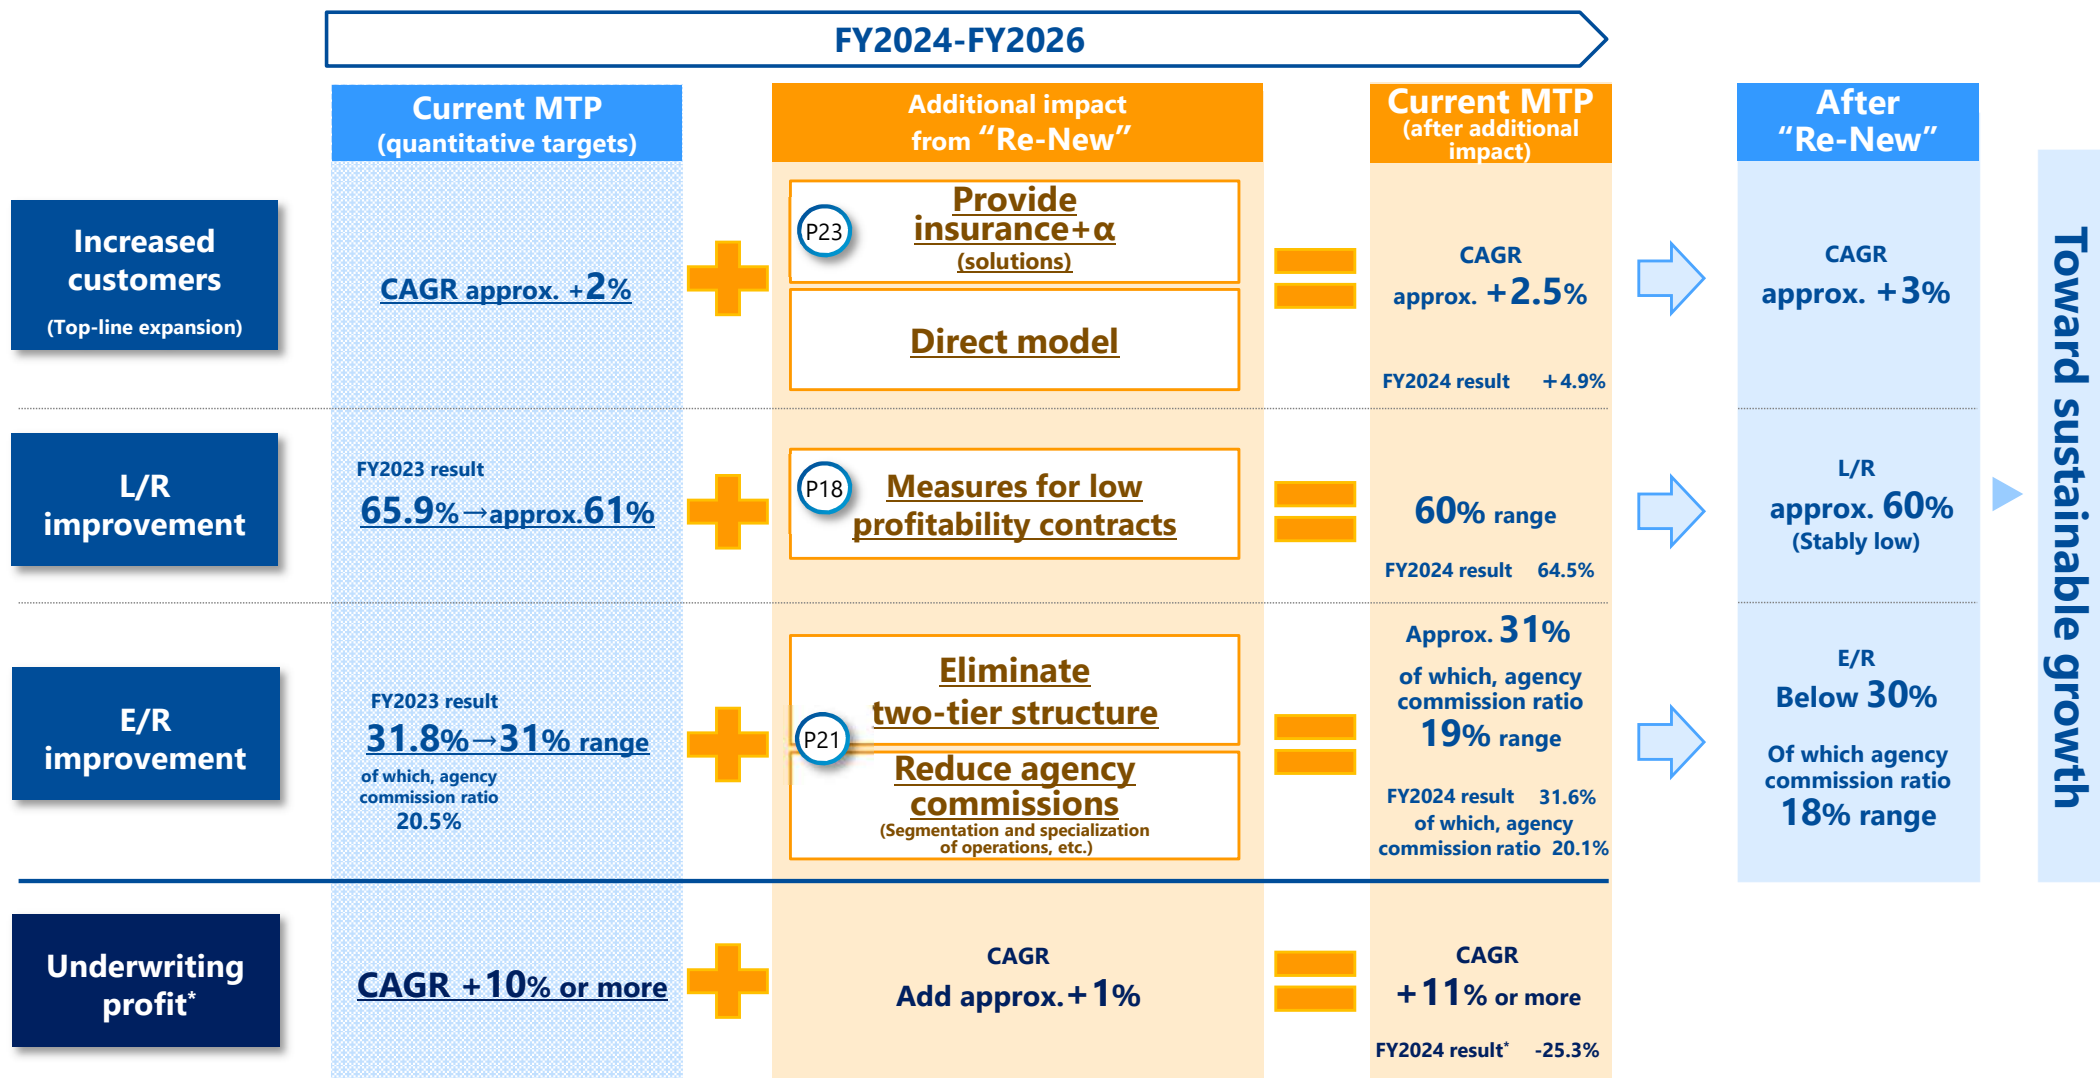 FY2024-FY2026
Current MTP
(quantitative targets)
Additional impact
from “Re-New”
Current MTP
(after additional
impact)
After
“Re-New”
Increased
customers
(Top-line expansion)
CAGR approx. +2%
P23
Provide
insurance+α
(solutions)
Direct model
CAGR
approx. +2.5%
FY2024 result +4.9%
CAGR
approx. +3%
L/R
improvement
FY2023 result
65.9%→approx.61%
P18
Measures for low
profitability contracts
60% range
FY2024 result 64.5%
L/R
approx. 60%
(Stably low)
E/R
improvement
FY2023 result
31.8%→31% range
of which, agency
commission ratio
20.5%
Eliminate
two-tier structure
P21
Reduce agency
commissions
(Segmentation and specialization
of operations, etc.)
Approx. 31%
of which, agency
commission ratio
19% range
FY2024 result 31.6%
of which, agency
commission ratio 20.1%
E/R
Below 30%
Of which agency
commission ratio
18% range
Underwriting
profit*
CAGR +10% or more
CAGR
Add approx.+1%
CAGR
+11% or more
FY2024 result* -25.3%
Toward sustainable growth